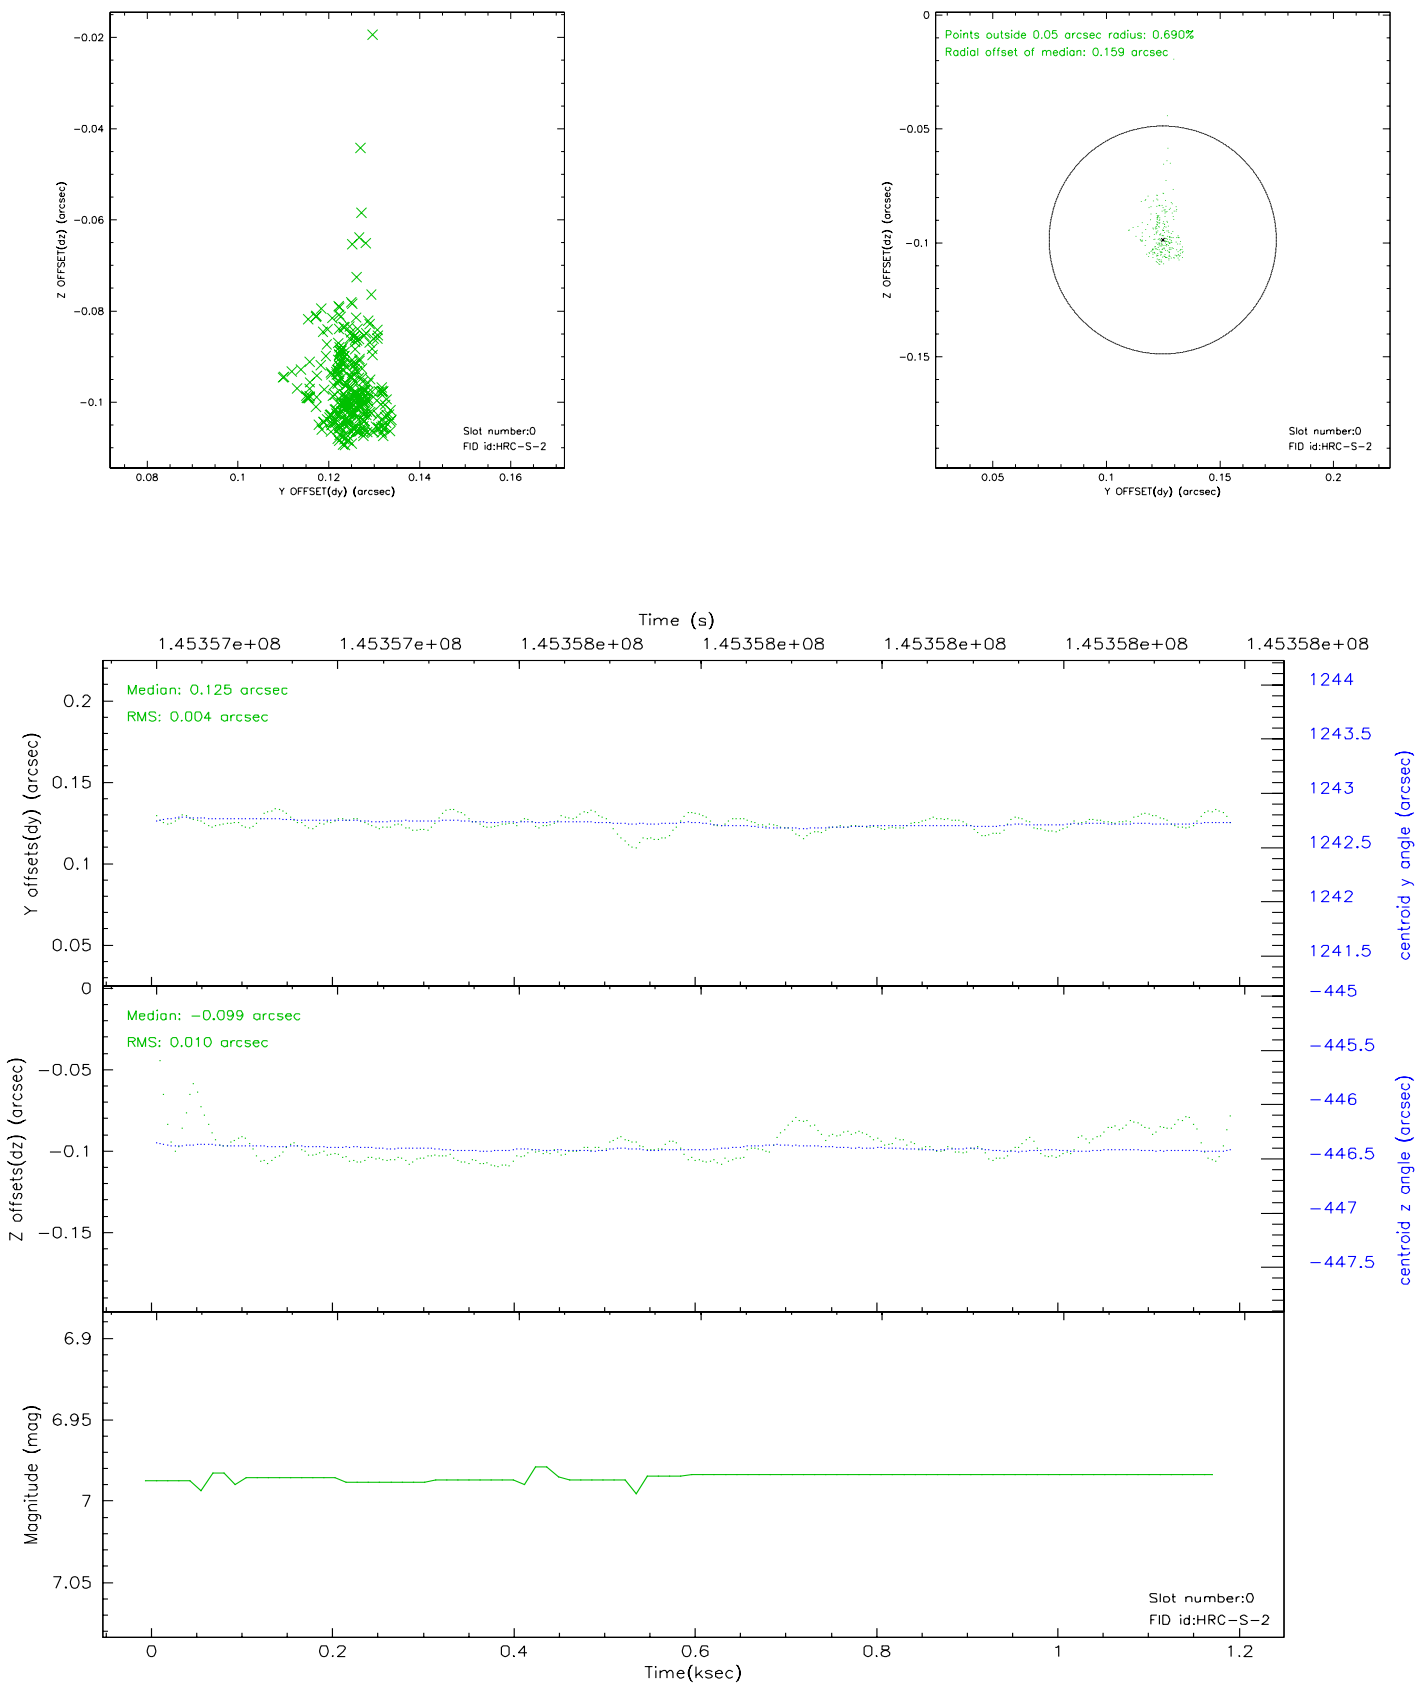 −0.02
−0.04
−0.06
−0.08
−0.1
Z OFFSET(dz) (arcsec)
0.08 0.1 0.12 0.14 0.16
Y OFFSET(dy) (arcsec)
Slot number:0
FID id:HRC−S−2
Points outside 0.05 arcsec radius: 0.690%
Radial offset of median: 0.159 arcsec
0
−0.05
−0.1
−0.15
Z OFFSET(dz) (arcsec)
0.05 0.1 0.15 0.2
Y OFFSET(dy) (arcsec)
Slot number:0
FID id:HRC−S−2
Time (s)
1.45357e+08 1.45357e+08 1.45358e+08 1.45358e+08 1.45358e+08 1.45358e+08 1.45358e+08
Median: 0.125 arcsec
RMS: 0.004 arcsec
0.2
0.15
0.1
0.05
Y offsets(dy) (arcsec)
1244
1243.5
1243
1242.5
1242
1241.5
centroid y angle (arcsec)
Median: −0.099 arcsec
RMS: 0.010 arcsec
0
−0.05
−0.1
−0.15
Z offsets(dz) (arcsec)
−445
−445.5
−446
−446.5
−447
−447.5
centroid z angle (arcsec)
6.9
6.95
7
7.05
Magnitude (mag)
Slot number:0
FID id:HRC−S−2
0 0.2 0.4 0.6 0.8 1 1.2
Time(ksec)